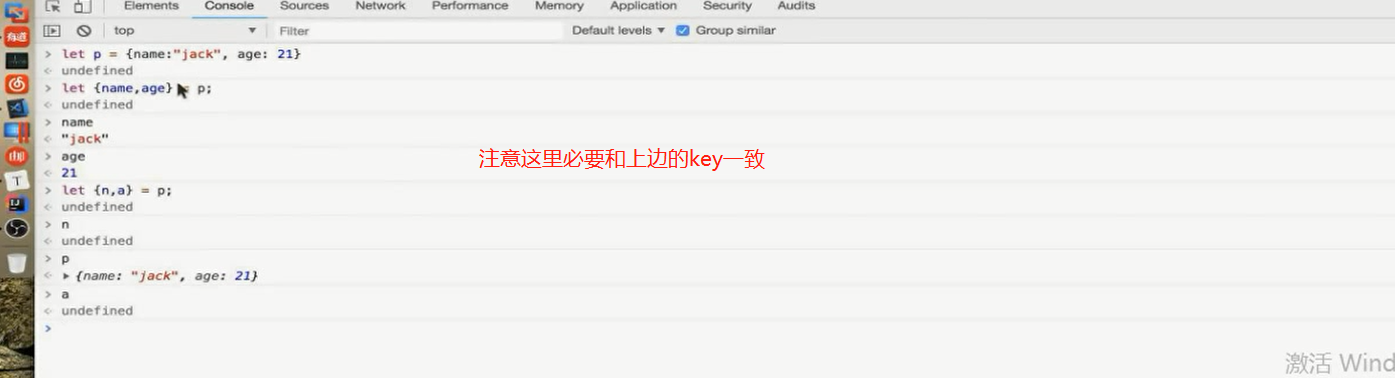 Elements Console Sources Network Performance Memory Application Security Audits
top ▼ Filter Default levels ▼ Group similar
> let p = {name:"jack", age: 21}
< undefined
> let {name,age} = p;
< undefined
> name
< "jack"
> age
< 21
注意这里必要和上边的key一致
> let {n,a} = p;
< undefined
> n
< undefined
> p
< ▶ {name: "jack", age: 21}
> a
< undefined
>
激活 Wind